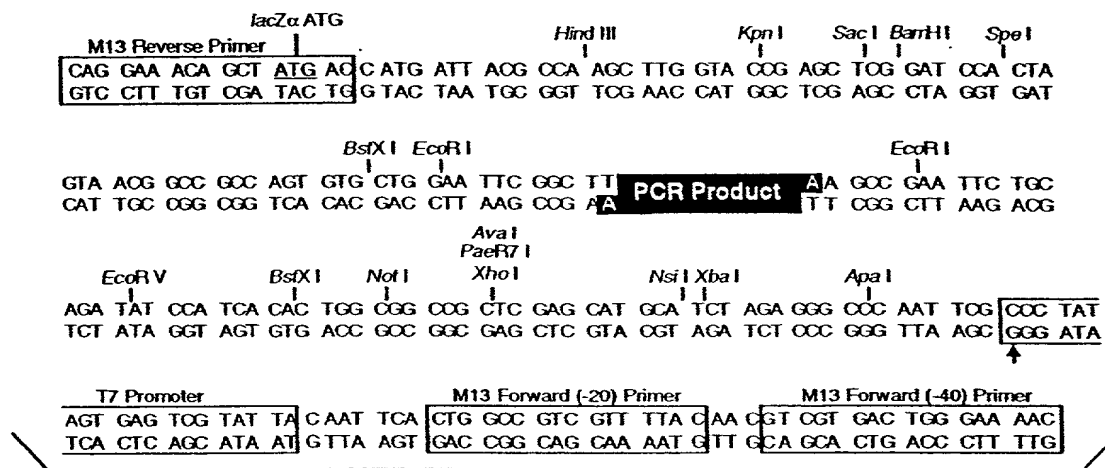 lacZα ATG
M13 Reverse Primer Hind III Kpn I Sac I BamH I Spe I
CAG GAA ACA GCT ATG AC C ATG ATT ACG CCA AGC TTG GTA CCG AGC TCG GAT CCA CTA
GTC CTT TGT CGA TAC TG G TAC TAA TGC GGT TCG AAC CAT GGC TCG AGC CTA GGT GAT
BstX I EcoR I EcoR I
GTA ACG GCC GCC AGT GTG CTG GAA TTC GGC TT PCR Product A A GCC GAA TTC TGC
CAT TGC CGG CGG TCA CAC GAC CTT AAG CCG A A T T CGG CTT AAG ACG
Ava I
PaeR7 I
EcoR V BstX I Not I Xho I Nsi I Xba I Apa I
AGA TAT CCA TCA CAC TGG CGG CCG CTC GAG CAT GCA TCT AGA GGG CCC AAT TCG CCC TAT
TCT ATA GGT AGT GTG ACC GCC GGC GAG CTC GTA CGT AGA TCT CCC GGG TTA AGC GGG ATA
T7 Promoter M13 Forward (-20) Primer M13 Forward (-40) Primer
AGT GAG TCG TAT TA C AAT TCA CTG GCC GTC GTT TTA C AA C GT CGT GAC TGG GAA AAC
TCA CTC AGC ATA AT G TTA AGT GAC CGG CAG CAA AAT G TT G CA GCA CTG ACC CTT TTG